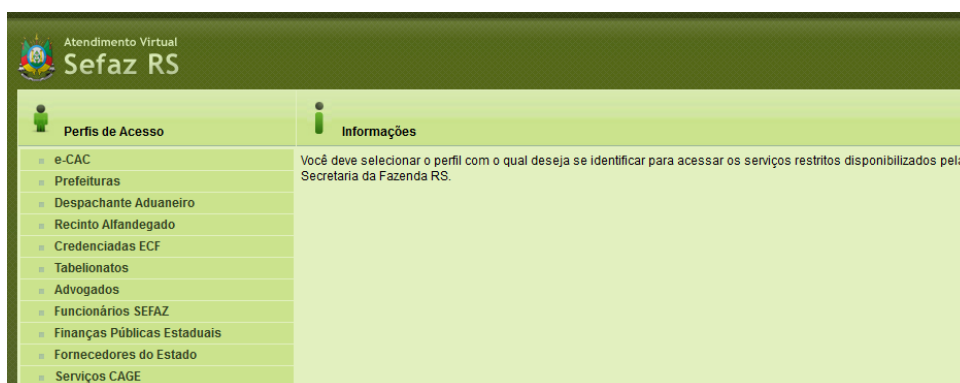 Atendimento Virtual
Sefaz RS
Perfis de Acesso
Informações
e-CAC
Prefeituras
Despachante Aduaneiro
Recinto Alfandegado
Credenciadas ECF
Tabelionatos
Advogados
Funcionários SEFAZ
Finanças Públicas Estaduais
Fornecedores do Estado
Serviços CAGE
Você deve selecionar o perfil com o qual deseja se identificar para acessar os serviços restritos disponibilizados pela
Secretaria da Fazenda RS.